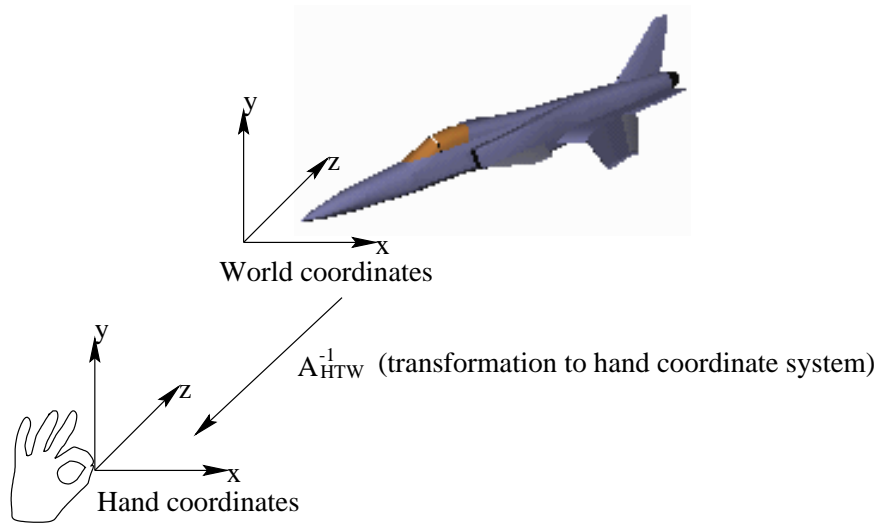 y
z
x
World coordinates
A⁻¹HTW (transformation to hand coordinate system)
y
z
x
Hand coordinates